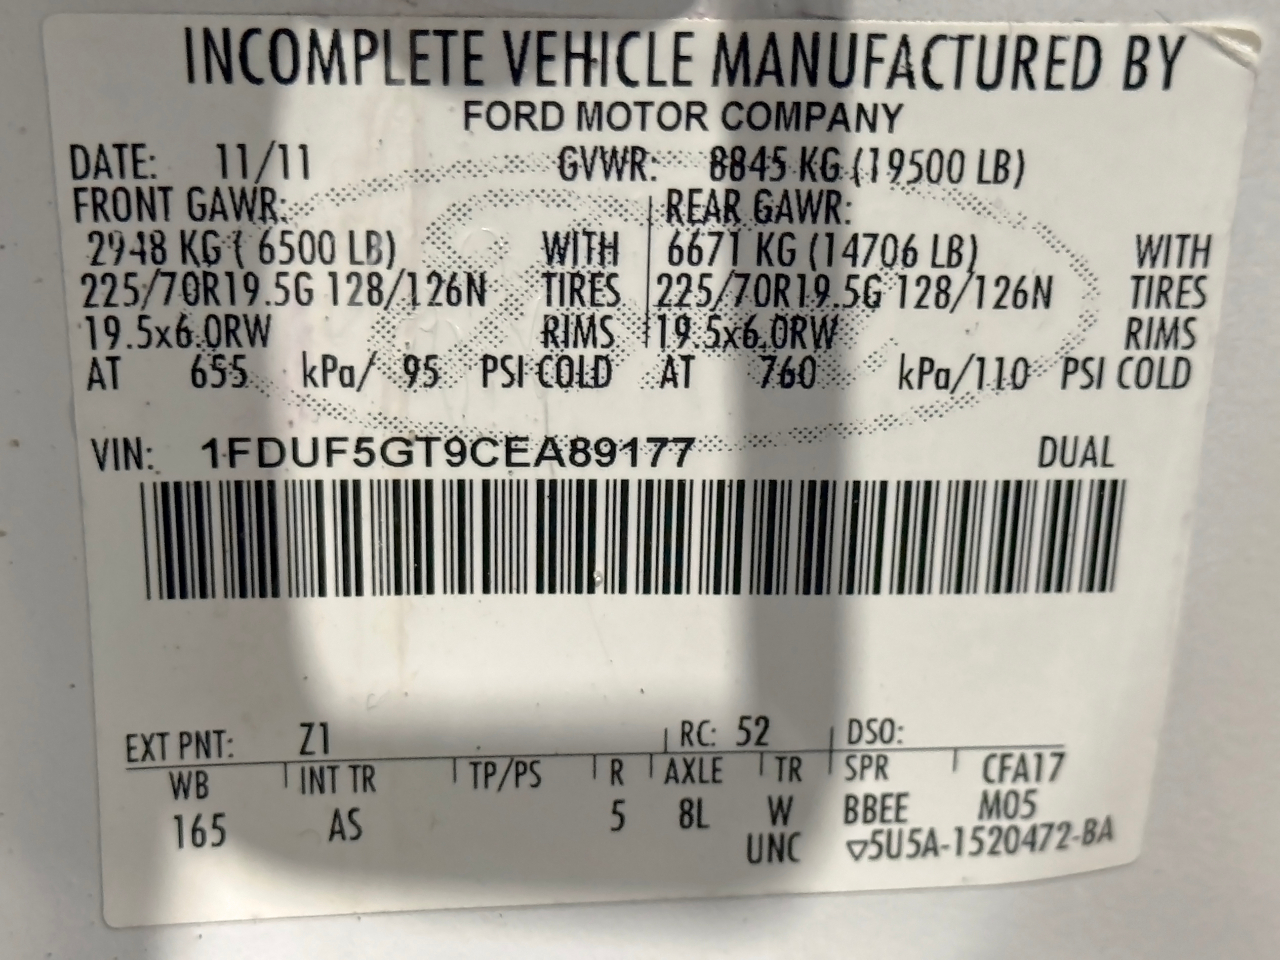 INCOMPLETE VEHICLE MANUFACTURED BY
FORD MOTOR COMPANY
DATE: 11/11 GVWR: 8845 KG (19500 LB)
FRONT GAWR: REAR GAWR:
2948 KG ( 6500 LB) WITH 6671 KG (14706 LB) WITH
225/70R19.5G 128/126N TIRES 225/70R19.5G 128/126N TIRES
19.5x6.0RW RIMS 19.5x6.0RW RIMS
AT 655 kPa/ 95 PSI COLD AT 760 kPa/110 PSI COLD
VIN: 1FDUF5GT9CEA89177 DUAL
EXT PNT: Z1 RC: 52 DSO:
WB INT TR TP/PS R AXLE TR SPR CFA17
165 AS 5 8L W BBEE M05
UNC ▽5U5A-1520472-BA